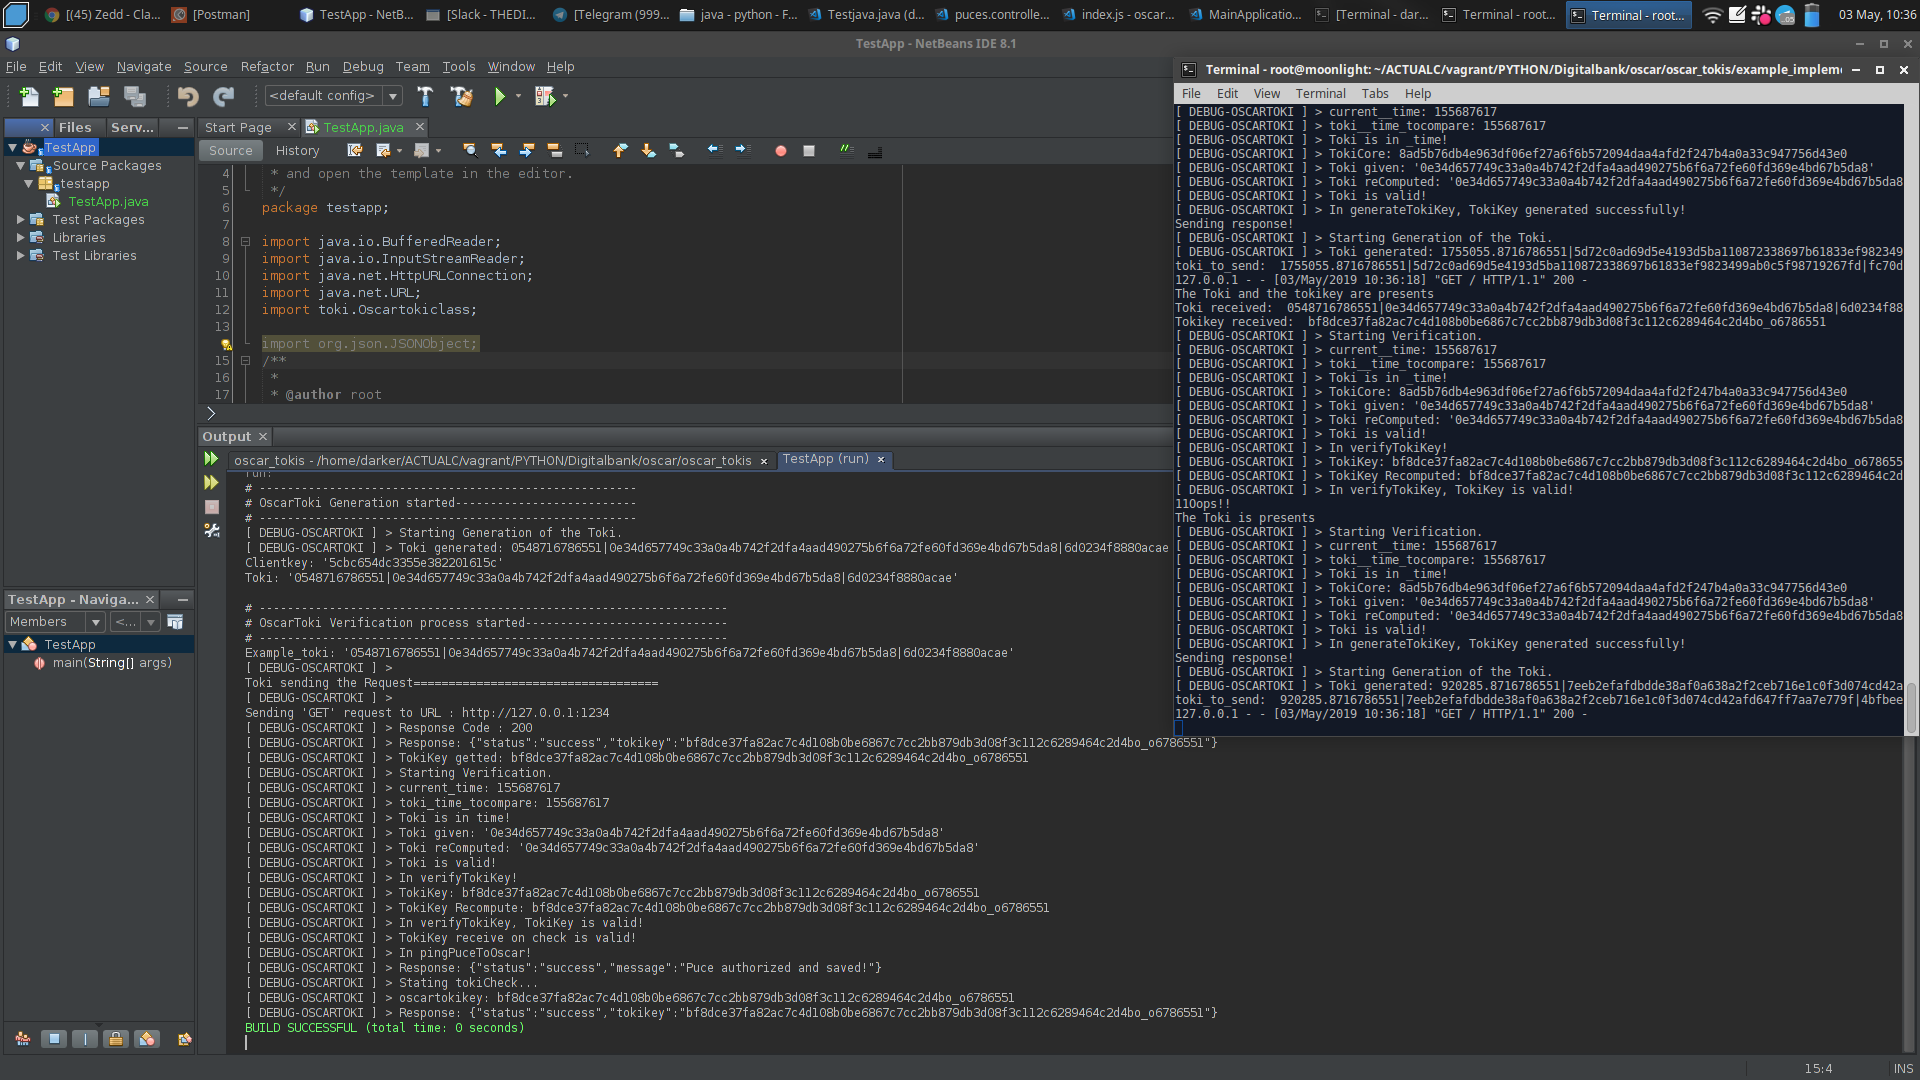 [(45) Zedd - Cla...
[Postman]
TestApp - NetB...
[Slack - THEDI...
[Telegram (999...
java - python - F...
Testjava.java (d...
puces.controlle...
index.js - oscar...
MainApplicatio...
[Terminal - dar...
Terminal - root...
Terminal - root...
03 May, 10:36
TestApp - NetBeans IDE 8.1
File Edit View Navigate Source Refactor Run Debug Team Tools Window Help
<default config>
Files
Serv...
Start Page
TestApp.java
Source
History
TestApp
Source Packages
testapp
TestApp.java
Test Packages
Libraries
Test Libraries
4 * and open the template in the editor.
5 */
6 package testapp;
7
8 import java.io.BufferedReader;
9 import java.io.InputStreamReader;
10 import java.net.HttpURLConnection;
11 import java.net.URL;
12 import toki.Oscartokiclass;
13
import org.json.JSONObject;
15 /**
16 *
17 * @author root
TestApp - Naviga...
Members
<...
TestApp
main(String[] args)
Output
oscar_tokis - /home/darker/ACTUALC/vagrant/PYTHON/Digitalbank/oscar/oscar_tokis
TestApp (run)
run:
# ------------------------------------------------------
# OscarToki Generation started--------------------------
# ------------------------------------------------------
[ DEBUG-OSCARTOKI ] > Starting Generation of the Toki.
[ DEBUG-OSCARTOKI ] > Toki generated: 0548716786551|0e34d657749c33a0a4b742f2dfa4aad490275b6f6a72fe60fd369e4bd67b5da8|6d0234f8880acae
Clientkey: '5cbc654dc3355e382201615c'
Toki: '0548716786551|0e34d657749c33a0a4b742f2dfa4aad490275b6f6a72fe60fd369e4bd67b5da8|6d0234f8880acae'
# -------------------------------------------------------------------
# OscarToki Verification process started-----------------------------
# -------------------------------------------------------------------
Example_toki: '0548716786551|0e34d657749c33a0a4b742f2dfa4aad490275b6f6a72fe60fd369e4bd67b5da8|6d0234f8880acae'
[ DEBUG-OSCARTOKI ] >
Toki sending the Request===================================
[ DEBUG-OSCARTOKI ] >
Sending 'GET' request to URL : http://127.0.0.1:1234
[ DEBUG-OSCARTOKI ] > Response Code : 200
[ DEBUG-OSCARTOKI ] > Response: {"status":"success","tokikey":"bf8dce37fa82ac7c4d108b0be6867c7cc2bb879db3d08f3c112c6289464c2d4bo_o6786551"}
[ DEBUG-OSCARTOKI ] > TokiKey getted: bf8dce37fa82ac7c4d108b0be6867c7cc2bb879db3d08f3c112c6289464c2d4bo_o6786551
[ DEBUG-OSCARTOKI ] > Starting Verification.
[ DEBUG-OSCARTOKI ] > current_time: 155687617
[ DEBUG-OSCARTOKI ] > toki_time_tocompare: 155687617
[ DEBUG-OSCARTOKI ] > Toki is in time!
[ DEBUG-OSCARTOKI ] > Toki given: '0e34d657749c33a0a4b742f2dfa4aad490275b6f6a72fe60fd369e4bd67b5da8'
[ DEBUG-OSCARTOKI ] > Toki reComputed: '0e34d657749c33a0a4b742f2dfa4aad490275b6f6a72fe60fd369e4bd67b5da8'
[ DEBUG-OSCARTOKI ] > Toki is valid!
[ DEBUG-OSCARTOKI ] > In verifyTokiKey!
[ DEBUG-OSCARTOKI ] > TokiKey: bf8dce37fa82ac7c4d108b0be6867c7cc2bb879db3d08f3c112c6289464c2d4bo_o6786551
[ DEBUG-OSCARTOKI ] > TokiKey Recompute: bf8dce37fa82ac7c4d108b0be6867c7cc2bb879db3d08f3c112c6289464c2d4bo_o6786551
[ DEBUG-OSCARTOKI ] > In verifyTokiKey, TokiKey is valid!
[ DEBUG-OSCARTOKI ] > TokiKey receive on check is valid!
[ DEBUG-OSCARTOKI ] > In pingPuceToOscar!
[ DEBUG-OSCARTOKI ] > Response: {"status":"success","message":"Puce authorized and saved!"}
[ DEBUG-OSCARTOKI ] > Stating tokiCheck...
[ DEBUG-OSCARTOKI ] > oscartokikey: bf8dce37fa82ac7c4d108b0be6867c7cc2bb879db3d08f3c112c6289464c2d4bo_o6786551
[ DEBUG-OSCARTOKI ] > Response: {"status":"success","tokikey":"bf8dce37fa82ac7c4d108b0be6867c7cc2bb879db3d08f3c112c6289464c2d4bo_o6786551"}
BUILD SUCCESSFUL (total time: 0 seconds)
Terminal - root@moonlight: ~/ACTUALC/vagrant/PYTHON/Digitalbank/oscar/oscar_tokis/example_implem
File Edit View Terminal Tabs Help
[ DEBUG-OSCARTOKI ] > current__time: 155687617
[ DEBUG-OSCARTOKI ] > toki__time_tocompare: 155687617
[ DEBUG-OSCARTOKI ] > Toki is in _time!
[ DEBUG-OSCARTOKI ] > TokiCore: 8ad5b76db4e963df06ef27a6f6b572094daa4afd2f247b4a0a33c947756d43e0
[ DEBUG-OSCARTOKI ] > Toki given: '0e34d657749c33a0a4b742f2dfa4aad490275b6f6a72fe60fd369e4bd67b5da8'
[ DEBUG-OSCARTOKI ] > Toki reComputed: '0e34d657749c33a0a4b742f2dfa4aad490275b6f6a72fe60fd369e4bd67b5da8
[ DEBUG-OSCARTOKI ] > Toki is valid!
[ DEBUG-OSCARTOKI ] > In generateTokiKey, TokiKey generated successfully!
Sending response!
[ DEBUG-OSCARTOKI ] > Starting Generation of the Toki.
[ DEBUG-OSCARTOKI ] > Toki generated: 1755055.8716786551|5d72c0ad69d5e4193d5ba110872338697b61833ef982349
toki_to_send: 1755055.8716786551|5d72c0ad69d5e4193d5ba110872338697b61833ef9823499ab0c5f98719267fd|fc70d
127.0.0.1 - - [03/May/2019 10:36:18] "GET / HTTP/1.1" 200 -
The Toki and the tokikey are presents
Toki received: 0548716786551|0e34d657749c33a0a4b742f2dfa4aad490275b6f6a72fe60fd369e4bd67b5da8|6d0234f88
Tokikey received: bf8dce37fa82ac7c4d108b0be6867c7cc2bb879db3d08f3c112c6289464c2d4bo_o6786551
[ DEBUG-OSCARTOKI ] > Starting Verification.
[ DEBUG-OSCARTOKI ] > current__time: 155687617
[ DEBUG-OSCARTOKI ] > toki__time_tocompare: 155687617
[ DEBUG-OSCARTOKI ] > Toki is in _time!
[ DEBUG-OSCARTOKI ] > TokiCore: 8ad5b76db4e963df06ef27a6f6b572094daa4afd2f247b4a0a33c947756d43e0
[ DEBUG-OSCARTOKI ] > Toki given: '0e34d657749c33a0a4b742f2dfa4aad490275b6f6a72fe60fd369e4bd67b5da8'
[ DEBUG-OSCARTOKI ] > Toki reComputed: '0e34d657749c33a0a4b742f2dfa4aad490275b6f6a72fe60fd369e4bd67b5da8
[ DEBUG-OSCARTOKI ] > Toki is valid!
[ DEBUG-OSCARTOKI ] > In verifyTokiKey!
[ DEBUG-OSCARTOKI ] > TokiKey: bf8dce37fa82ac7c4d108b0be6867c7cc2bb879db3d08f3c112c6289464c2d4bo_o678655
[ DEBUG-OSCARTOKI ] > TokiKey Recomputed: bf8dce37fa82ac7c4d108b0be6867c7cc2bb879db3d08f3c112c6289464c2d
[ DEBUG-OSCARTOKI ] > In verifyTokiKey, TokiKey is valid!
11Oops!!
The Toki is presents
[ DEBUG-OSCARTOKI ] > Starting Verification.
[ DEBUG-OSCARTOKI ] > current__time: 155687617
[ DEBUG-OSCARTOKI ] > toki__time_tocompare: 155687617
[ DEBUG-OSCARTOKI ] > Toki is in _time!
[ DEBUG-OSCARTOKI ] > TokiCore: 8ad5b76db4e963df06ef27a6f6b572094daa4afd2f247b4a0a33c947756d43e0
[ DEBUG-OSCARTOKI ] > Toki given: '0e34d657749c33a0a4b742f2dfa4aad490275b6f6a72fe60fd369e4bd67b5da8'
[ DEBUG-OSCARTOKI ] > Toki reComputed: '0e34d657749c33a0a4b742f2dfa4aad490275b6f6a72fe60fd369e4bd67b5da8
[ DEBUG-OSCARTOKI ] > Toki is valid!
[ DEBUG-OSCARTOKI ] > In generateTokiKey, TokiKey generated successfully!
Sending response!
[ DEBUG-OSCARTOKI ] > Starting Generation of the Toki.
[ DEBUG-OSCARTOKI ] > Toki generated: 920285.8716786551|7eeb2efafdbdde38af0a638a2f2ceb716e1c0f3d074cd42a
toki_to_send: 920285.8716786551|7eeb2efafdbdde38af0a638a2f2ceb716e1c0f3d074cd42afd647ff7aa7e779f|4bfbee
127.0.0.1 - - [03/May/2019 10:36:18] "GET / HTTP/1.1" 200 -
15:4
INS